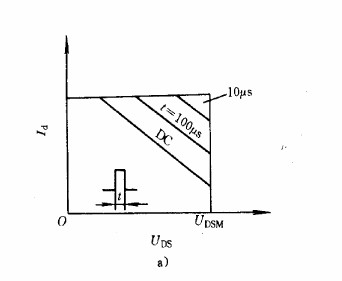 10μs
t=100μs
DC
I_d
t
O
U_DSM
U_DS
a)